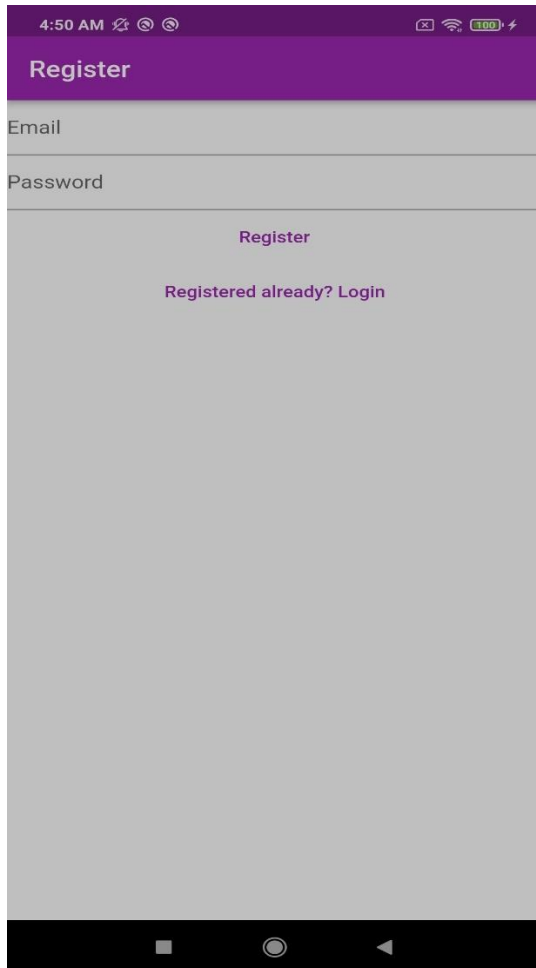 4:50 AM 100
Register
Email
Password
Register
Registered already? Login